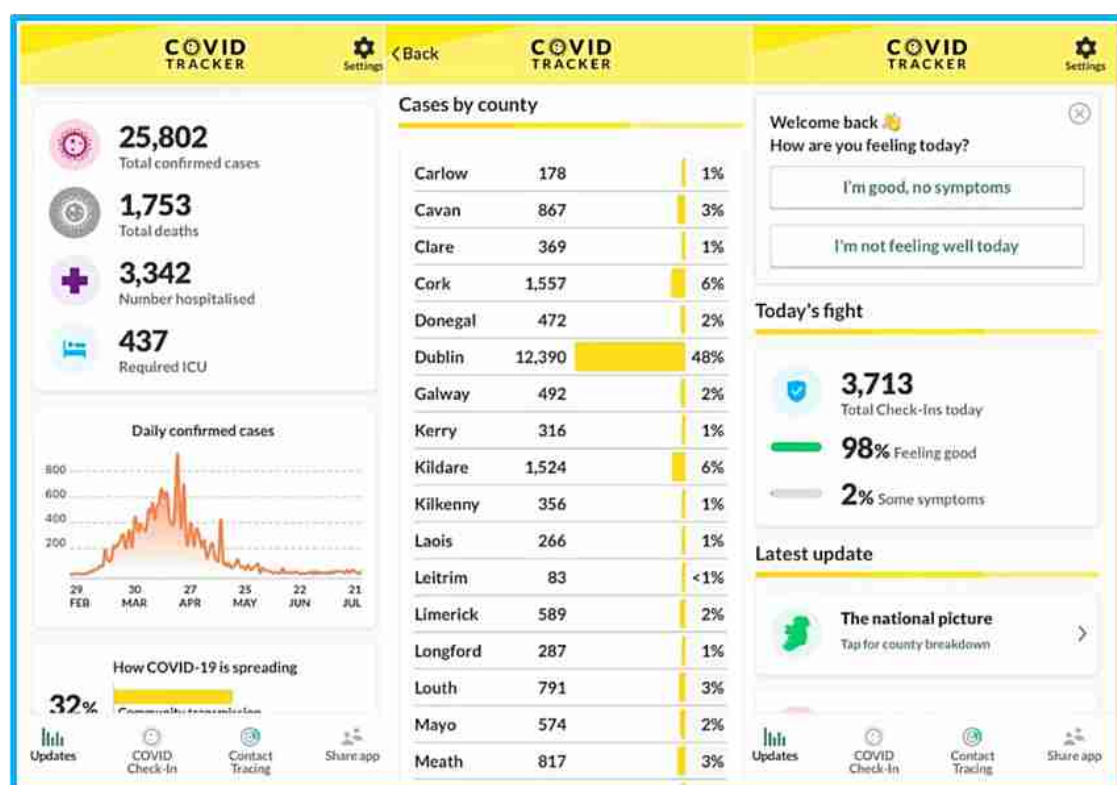 COVID
TRACKER
Settings
25,802
Total confirmed cases
1,753
Total deaths
3,342
Number hospitalised
437
Required ICU
Daily confirmed cases
800
600
400
200
29 FEB 30 MAR 27 APR 25 MAY 22 JUN 21 JUL
How COVID-19 is spreading
32%
Community transmission
Updates
COVID Check-In
Contact Tracing
Share app
Back
COVID
TRACKER
Cases by county
Carlow 178 1%
Cavan 867 3%
Clare 369 1%
Cork 1,557 6%
Donegal 472 2%
Dublin 12,390 48%
Galway 492 2%
Kerry 316 1%
Kildare 1,524 6%
Kilkenny 356 1%
Laois 266 1%
Leitrim 83 <1%
Limerick 589 2%
Longford 287 1%
Louth 791 3%
Mayo 574 2%
Meath 817 3%
COVID
TRACKER
Settings
Welcome back 👋
How are you feeling today?
I'm good, no symptoms
I'm not feeling well today
Today's fight
3,713
Total Check-Ins today
98% Feeling good
2% Some symptoms
Latest update
The national picture
Tap for county breakdown
Updates
COVID Check-In
Contact Tracing
Share app